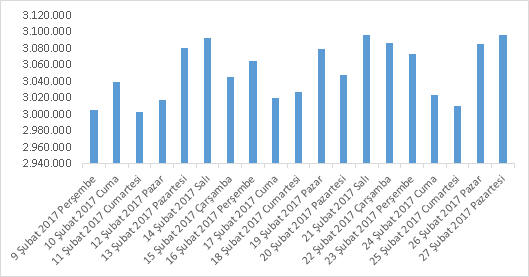 3.120.000
3.100.000
3.080.000
3.060.000
3.040.000
3.020.000
3.000.000
2.980.000
2.960.000
2.940.000
9 Şubat 2017 Perşembe
10 Şubat 2017 Cuma
11 Şubat 2017 Cumartesi
12 Şubat 2017 Pazar
13 Şubat 2017 Pazartesi
14 Şubat 2017 Salı
15 Şubat 2017 Çarşamba
16 Şubat 2017 Perşembe
17 Şubat 2017 Cuma
18 Şubat 2017 Cumartesi
19 Şubat 2017 Pazar
20 Şubat 2017 Pazartesi
21 Şubat 2017 Salı
22 Şubat 2017 Çarşamba
23 Şubat 2017 Perşembe
24 Şubat 2017 Cuma
25 Şubat 2017 Cumartesi
26 Şubat 2017 Pazar
27 Şubat 2017 Pazartesi